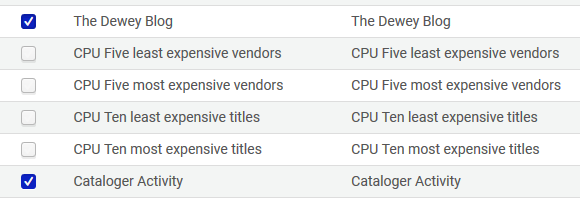 The Dewey Blog The Dewey Blog
CPU Five least expensive vendors CPU Five least expensive vendors
CPU Five most expensive vendors CPU Five most expensive vendors
CPU Ten least expensive titles CPU Ten least expensive titles
CPU Ten most expensive titles CPU Ten most expensive titles
Cataloger Activity Cataloger Activity